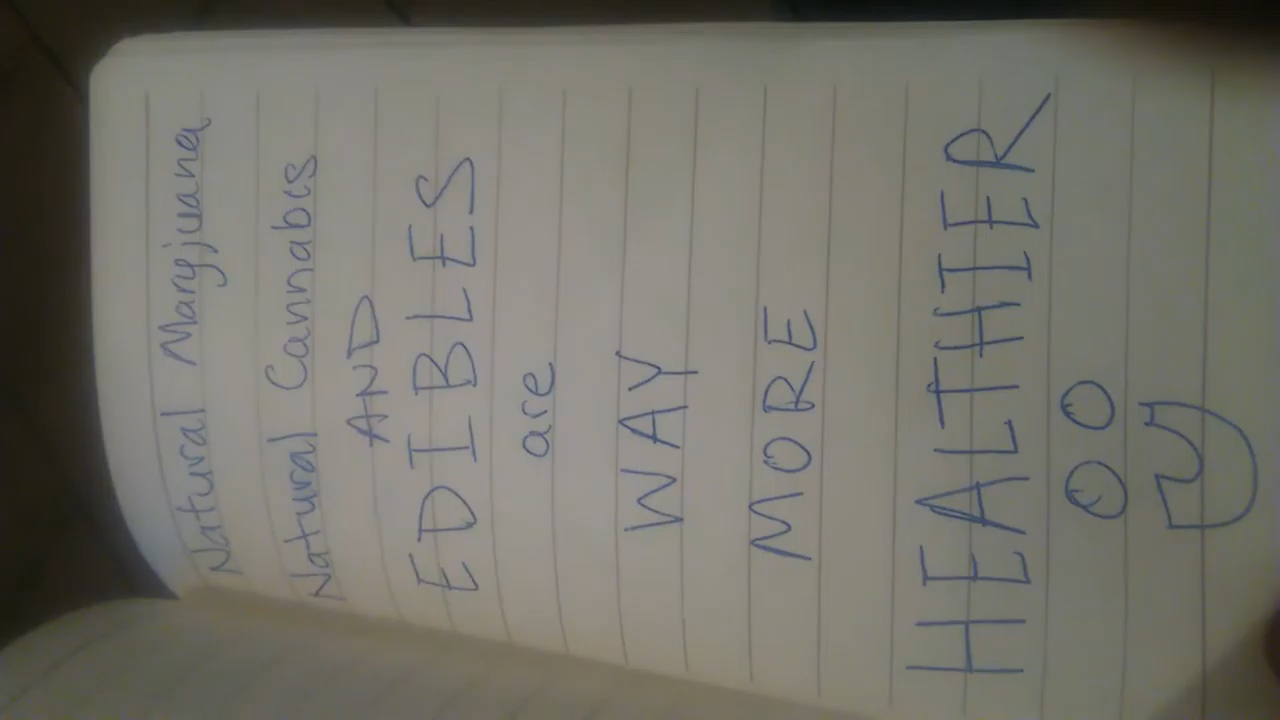 Natural Marijuana
Natural Cannabis
AND
EDIBLES
are
WAY
MORE
HEALTHIER